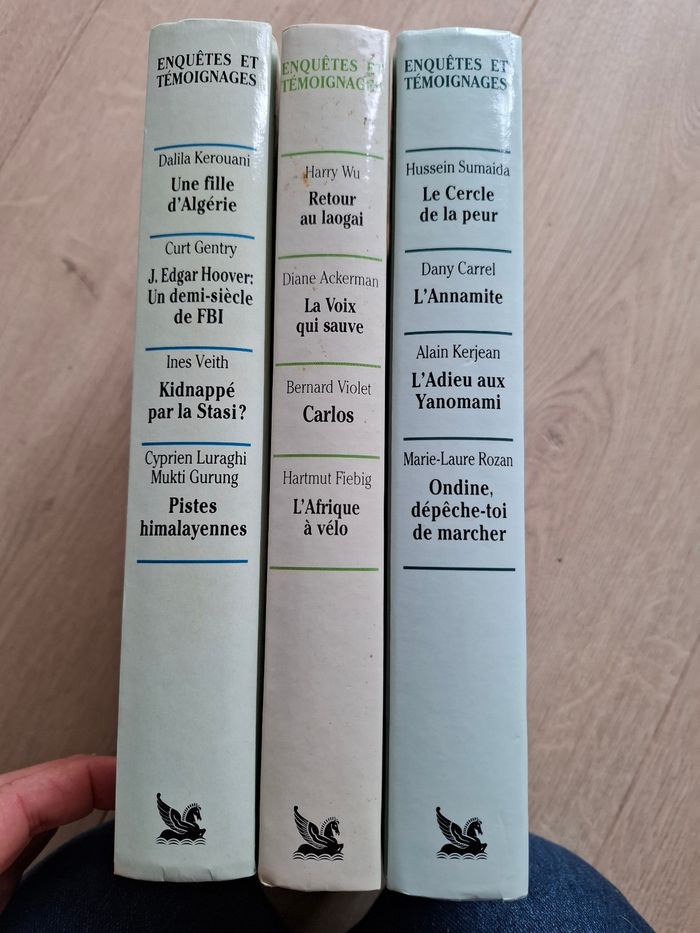 ENQUÊTES ET
TÉMOIGNAGES
Dalila Kerouani
Une fille
d'Algérie
Curt Gentry
J. Edgar Hoover:
Un demi-siècle
de FBI
Ines Veith
Kidnappé
par la Stasi?
Cyprien Luraghi
Mukti Gurung
Pistes
himalayennes
ENQUÊTES ET
TÉMOIGNAGES
Harry Wu
Retour
au laogai
Diane Ackerman
La Voix
qui sauve
Bernard Violet
Carlos
Hartmut Fiebig
L'Afrique
à vélo
ENQUÊTES ET
TÉMOIGNAGES
Hussein Sumaida
Le Cercle
de la peur
Dany Carrel
L'Annamite
Alain Kerjean
L'Adieu aux
Yanomami
Marie-Laure Rozan
Ondine,
dépêche-toi
de marcher